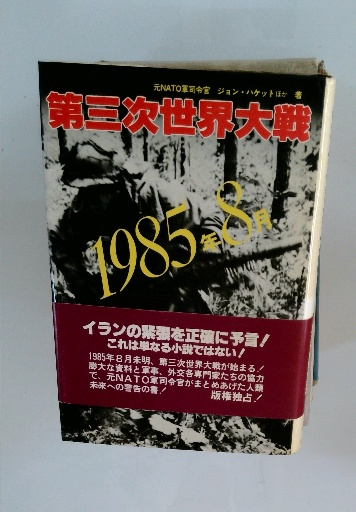 元NATO軍司令官 ジョン・ハケットほか 著
第三次世界大戦
1985年8月
イランの緊張を正確に予言!
これは単なる小説ではない!
1985年8月未明、第三次世界大戦が始まる!
膨大な資料と軍事、外交各専門家たちの協力
で、元NATO軍司令官がまとめあげた人類
未来への警告の書! 版権独占!